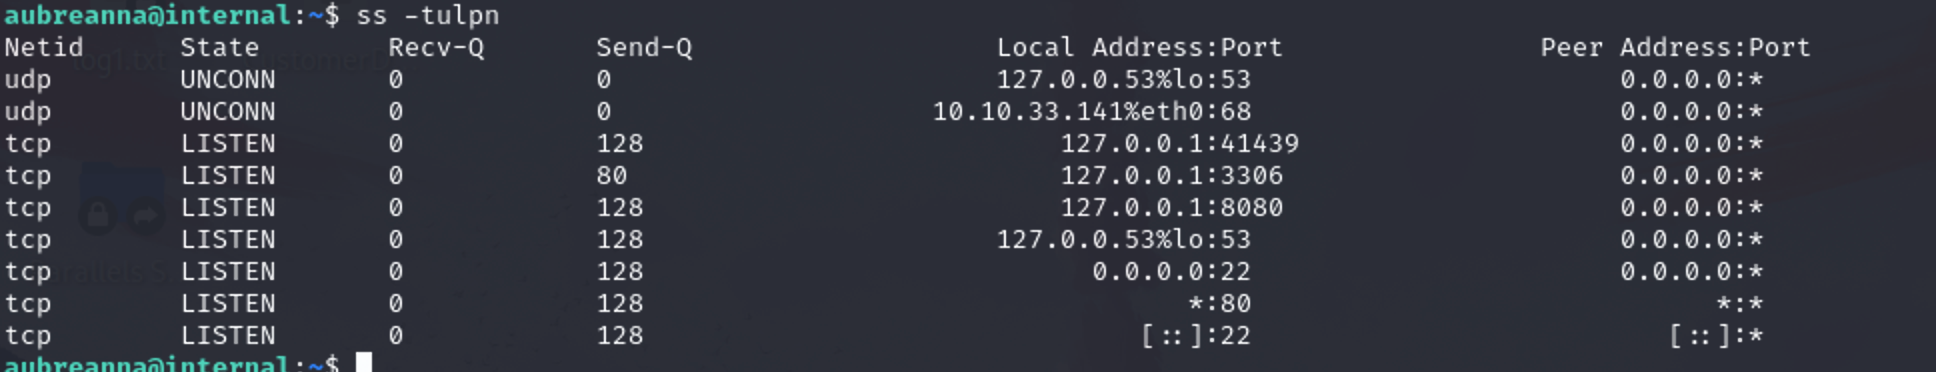 aubreanna@internal:~$ ss -tulpn
Netid State Recv-Q Send-Q Local Address:Port Peer Address:Port
udp UNCONN 0 0 127.0.0.53%lo:53 0.0.0.0:*
udp UNCONN 0 0 10.10.33.141%eth0:68 0.0.0.0:*
tcp LISTEN 0 128 127.0.0.1:41439 0.0.0.0:*
tcp LISTEN 0 80 127.0.0.1:3306 0.0.0.0:*
tcp LISTEN 0 128 127.0.0.1:8080 0.0.0.0:*
tcp LISTEN 0 128 127.0.0.53%lo:53 0.0.0.0:*
tcp LISTEN 0 128 0.0.0.0:22 0.0.0.0:*
tcp LISTEN 0 128 *:80 *:*
tcp LISTEN 0 128 [::]:22 [::]:*
aubreanna@internal:~$